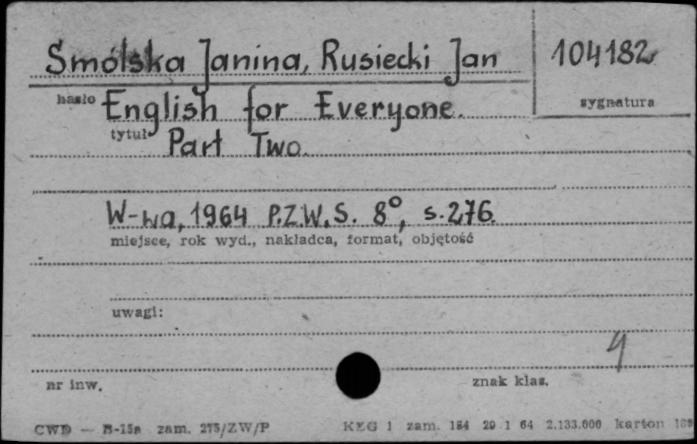 Smólska Janina, Rusiecki Jan 104182
hasło English for Everyone. sygnatura
tytuł Part Two.
W-wa, 1964 P.Z.W.S. 8°, s. 276.
miejsce, rok wyd., nakładca, format, objętość
uwagi:
4
nr inw. znak klas.
CWD — B-15a zam. 275/ZW/P KEG 1 zam. 184 29 1 64 2.133.000 karton